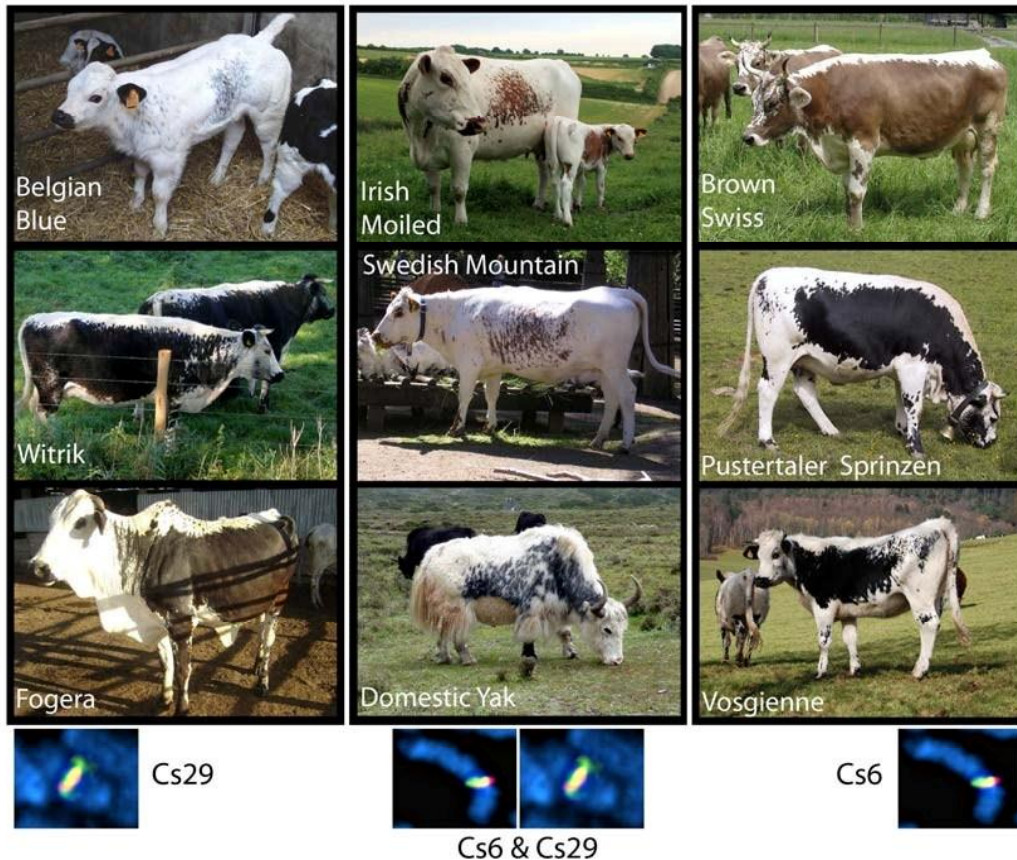 Belgian
Blue
Irish
Moiled
Brown
Swiss
Witrik
Swedish Mountain
Pustertaler Sprinzen
Fogera
Domestic Yak
Vosgienne
Cs29
Cs6
Cs6 & Cs29